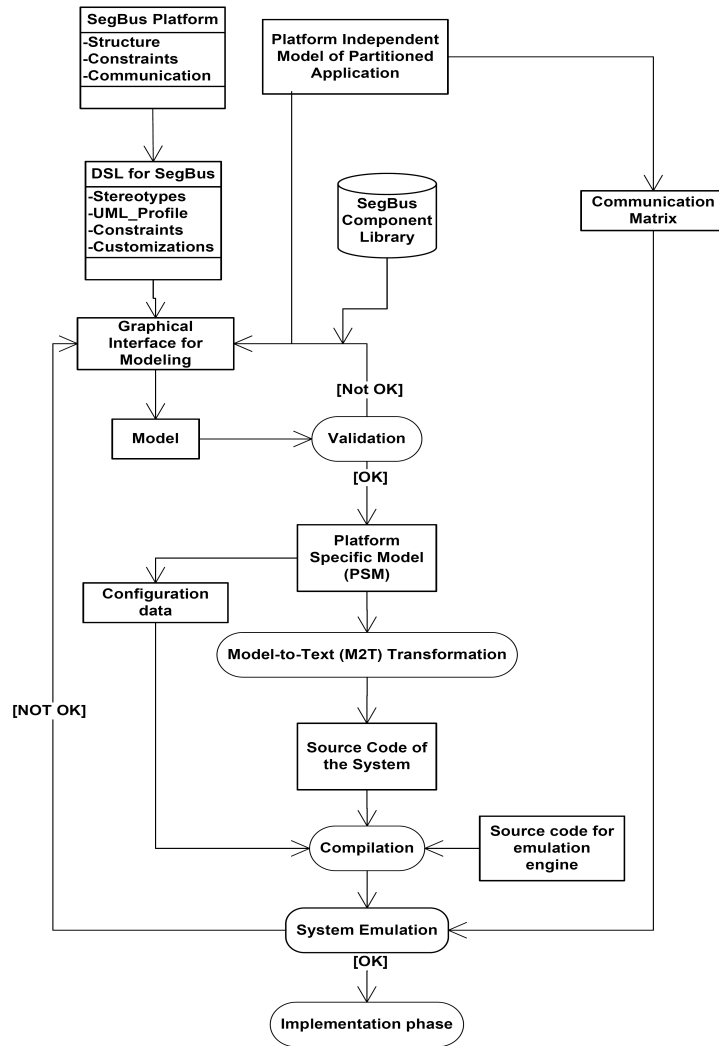 SegBus Platform
-Structure
-Constraints
-Communication
Platform Independent
Model of Partitioned
Application
DSL for SegBus
-Stereotypes
-UML_Profile
-Constraints
-Customizations
SegBus
Component
Library
Communication
Matrix
Graphical
Interface for
Modeling
[Not OK]
Model
Validation
[OK]
Platform
Specific Model
(PSM)
Configuration
data
Model-to-Text (M2T) Transformation
[NOT OK]
Source Code of
the System
Compilation
Source code for
emulation
engine
System Emulation
[OK]
Implementation phase